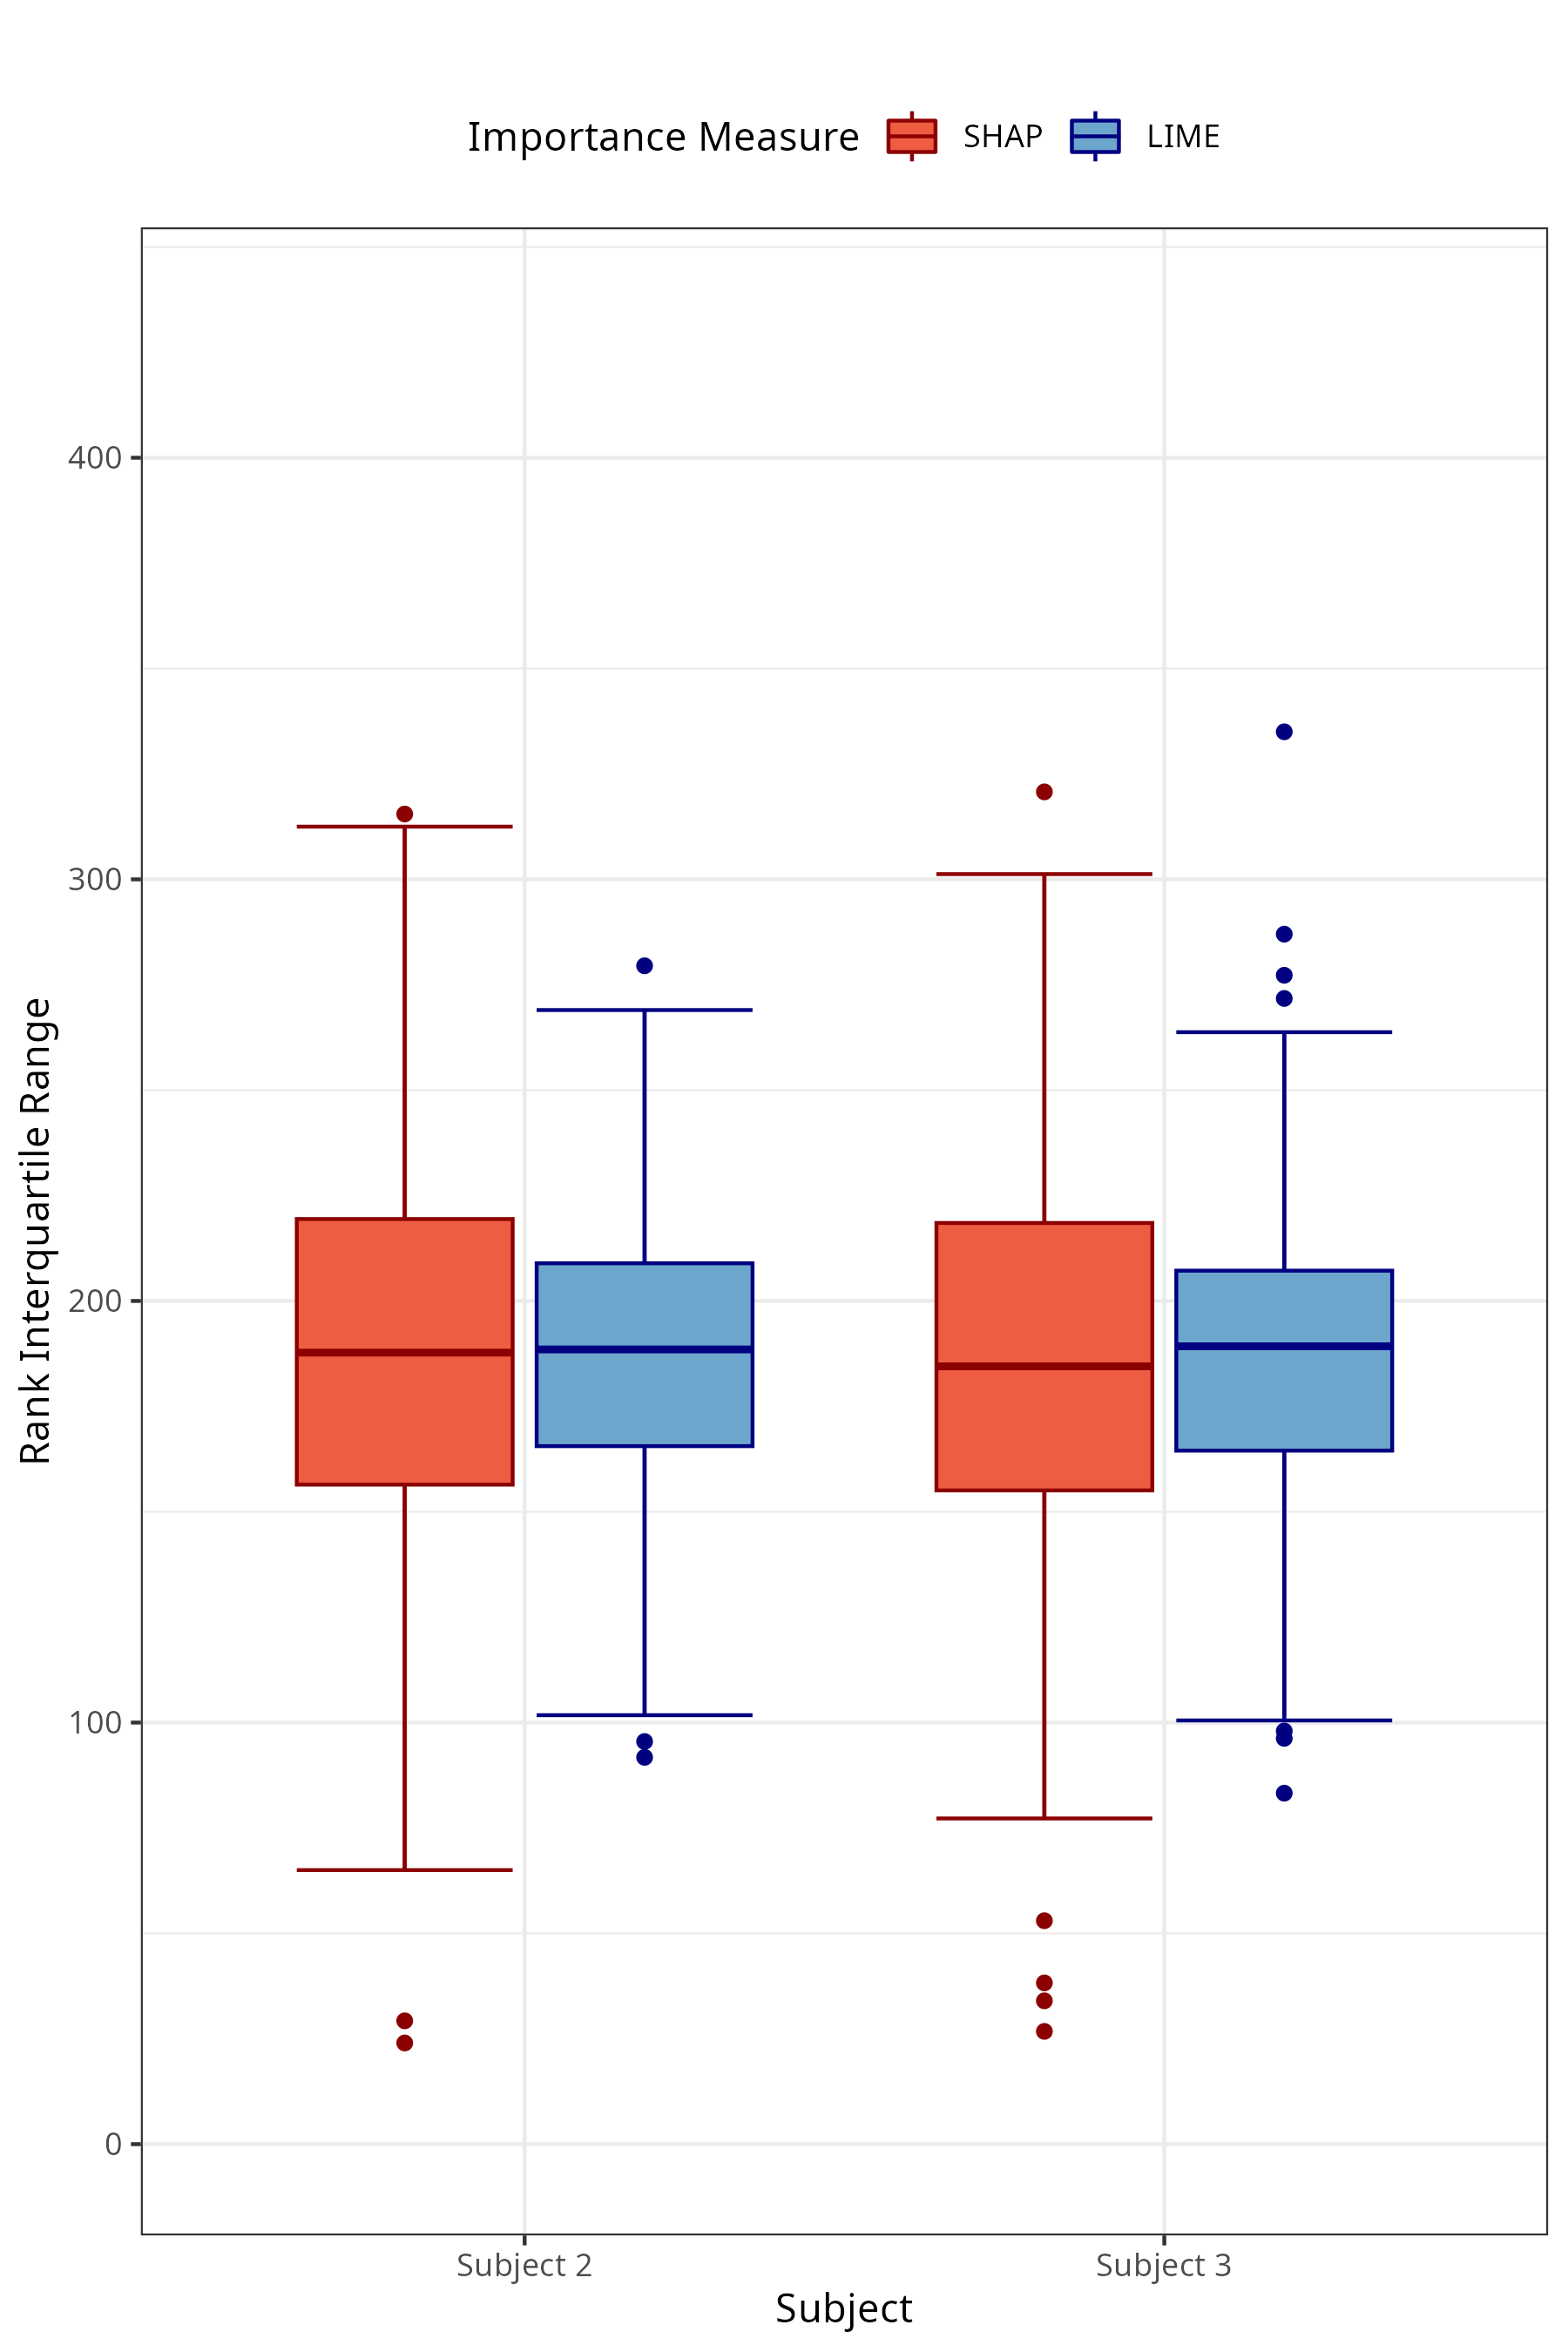 Importance Measure SHAP LIME
400
300
200
100
0
Rank Interquartile Range
Subject 2 Subject 3
Subject